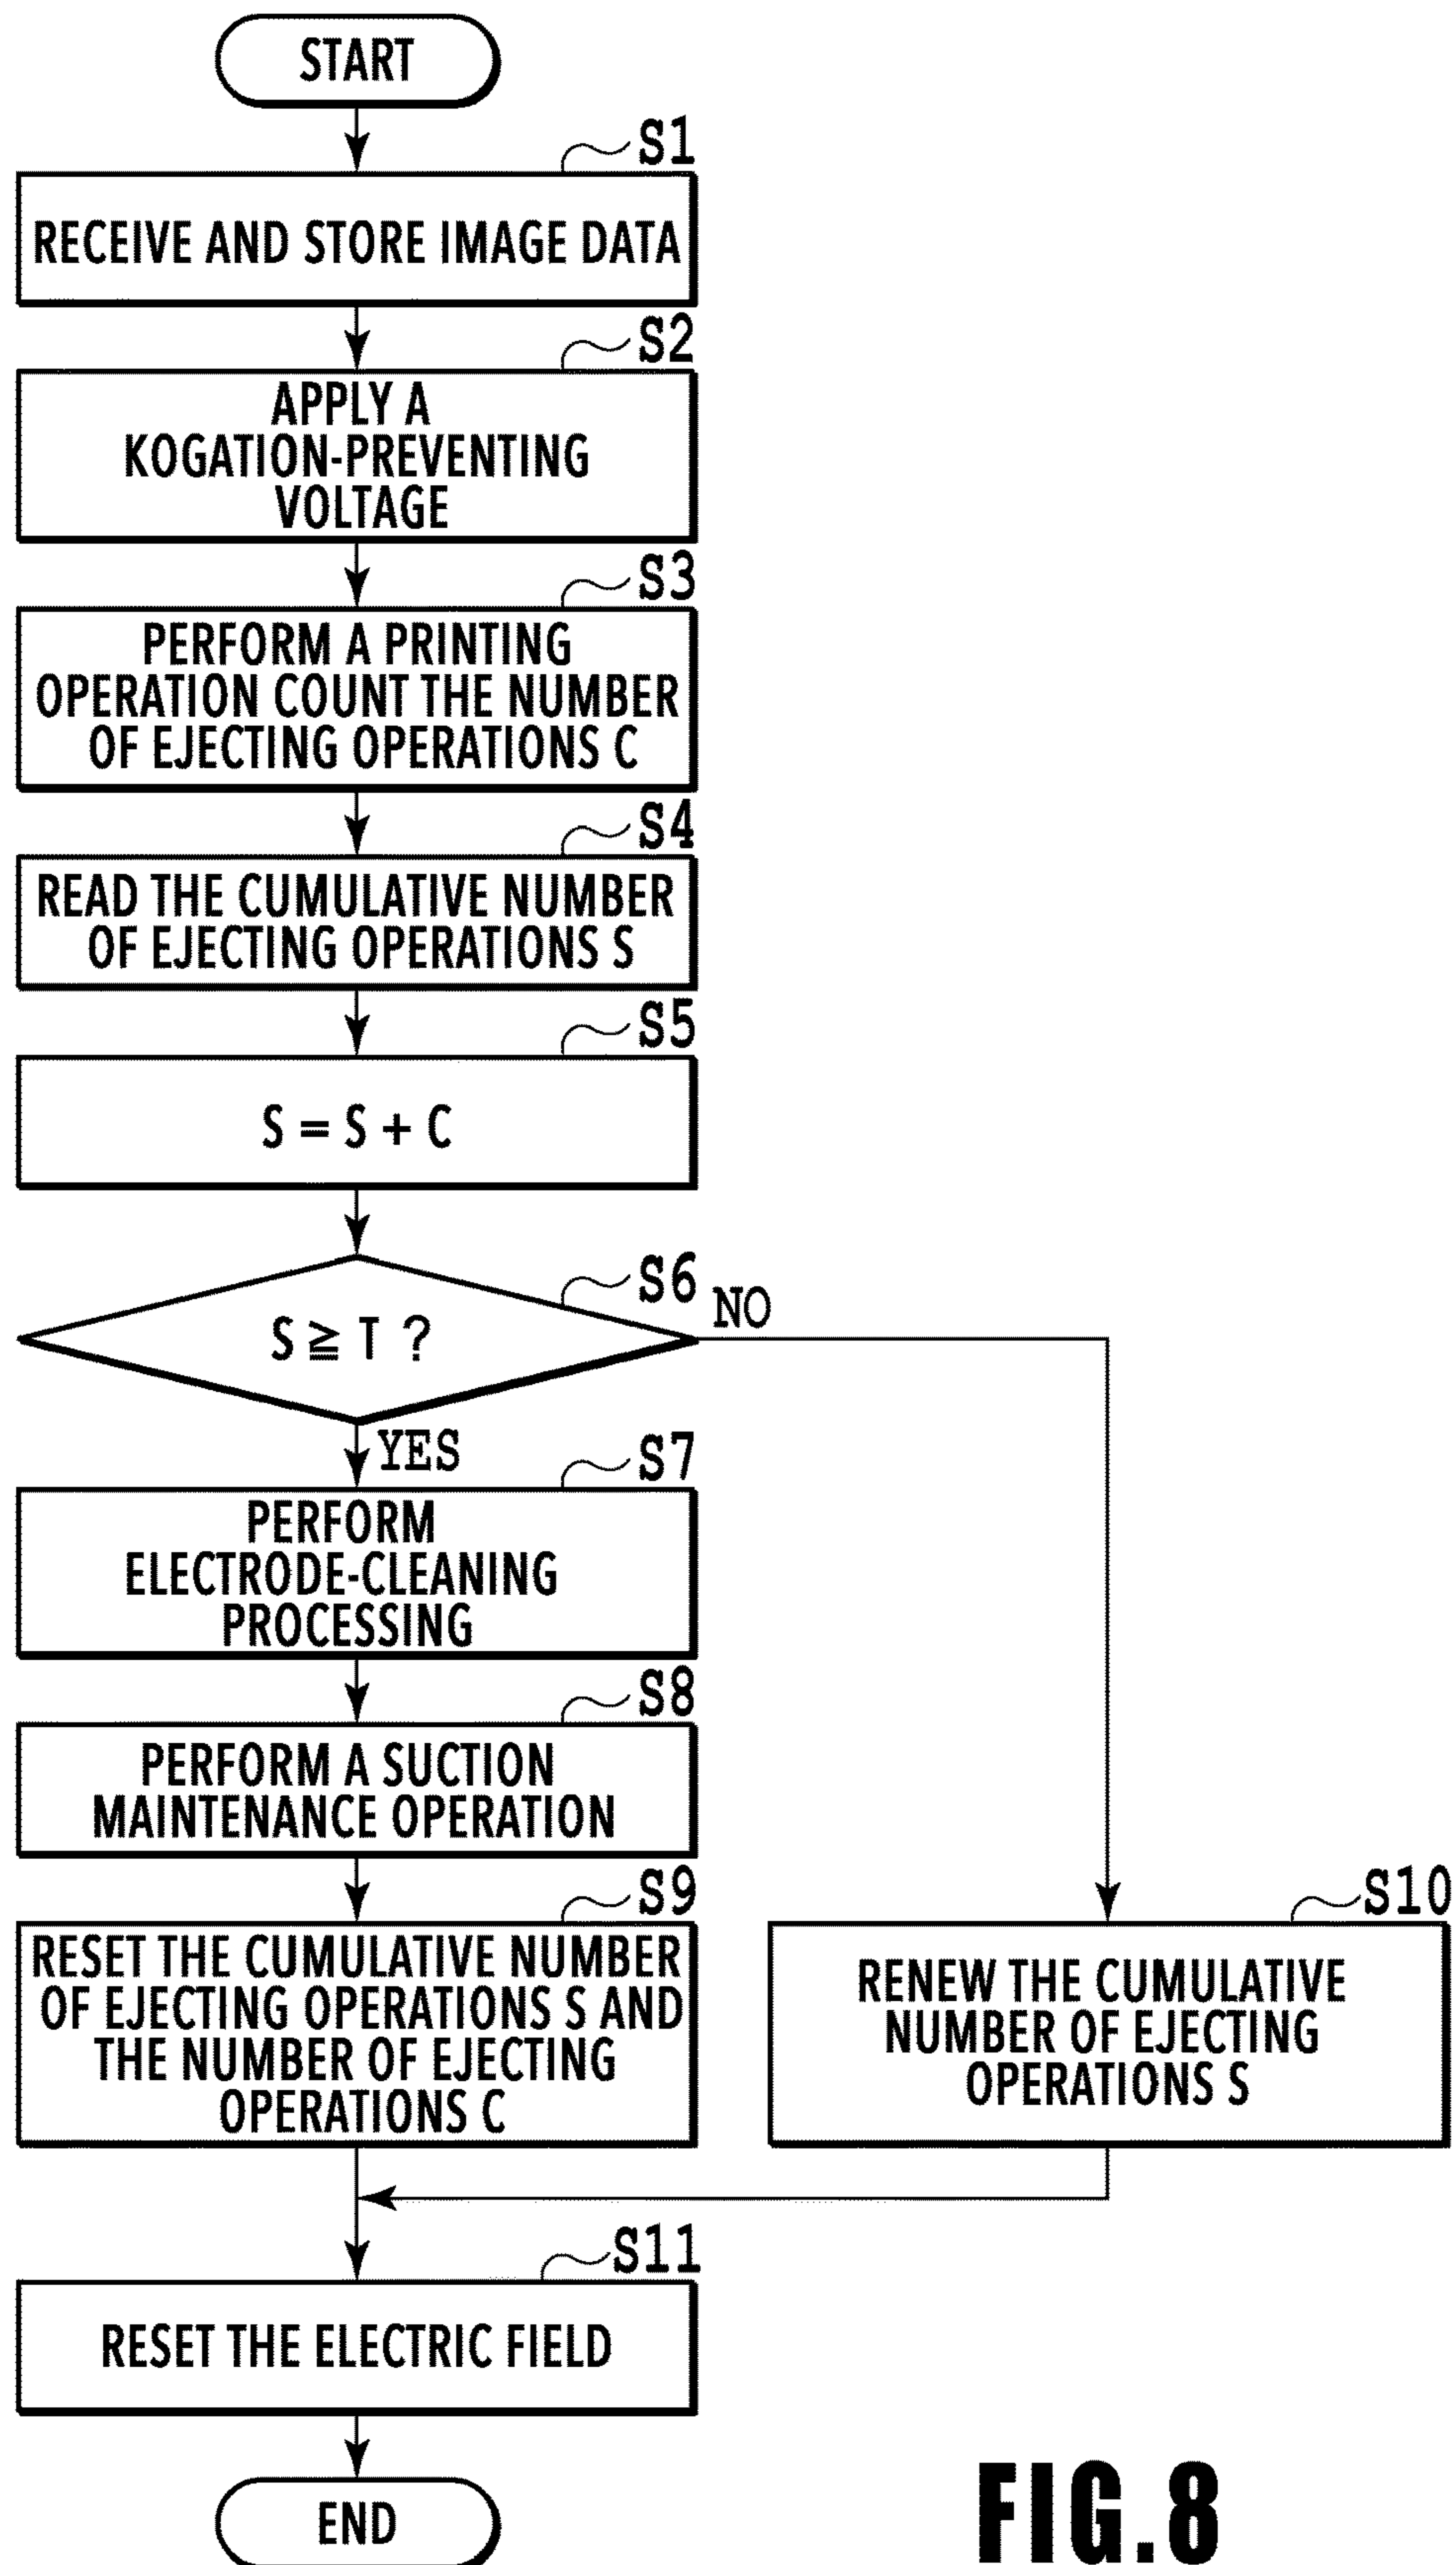 START
S1
RECEIVE AND STORE IMAGE DATA
S2
APPLY A
KOGATION-PREVENTING
VOLTAGE
S3
PERFORM A PRINTING
OPERATION COUNT THE NUMBER
OF EJECTING OPERATIONS C
S4
READ THE CUMULATIVE NUMBER
OF EJECTING OPERATIONS S
S5
S = S + C
S6
S ≧ T ?
NO
YES
S7
PERFORM
ELECTRODE-CLEANING
PROCESSING
S8
PERFORM A SUCTION
MAINTENANCE OPERATION
S9
RESET THE CUMULATIVE NUMBER
OF EJECTING OPERATIONS S AND
THE NUMBER OF EJECTING
OPERATIONS C
S10
RENEW THE CUMULATIVE
NUMBER OF EJECTING
OPERATIONS S
S11
RESET THE ELECTRIC FIELD
END
FIG.8